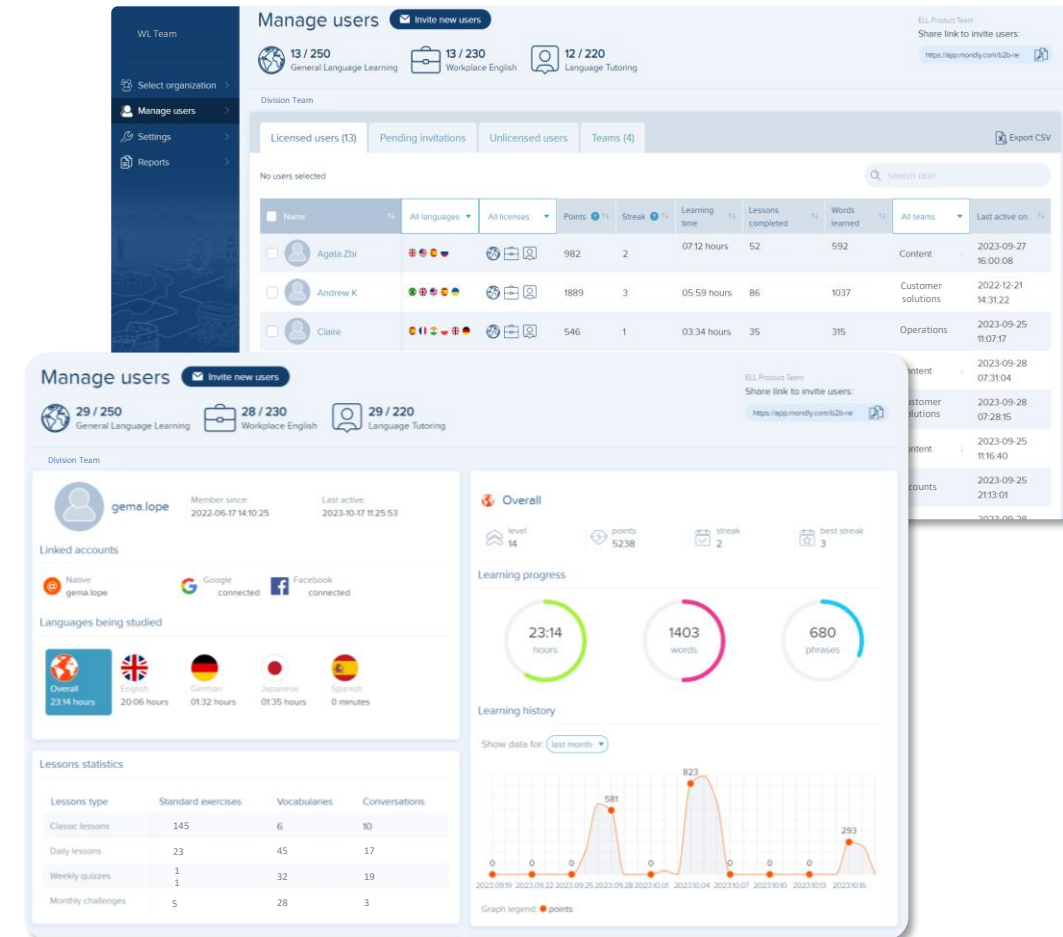 WL Team
Select organization
Manage users
Settings
Reports
Manage users
Invite new users
ELL Product Team
Share link to invite users:
https://app.mondly.com/b2b-re
13 / 250
General Language Learning
13 / 230
Workplace English
12 / 220
Language Tutoring
Division Team
Licensed users (13) Pending invitations Unlicensed users Teams (4)
Export CSV
No users selected
search user
Name All languages All licenses Points Streak Learning time Lessons completed Words learned All teams Last active on
Agata.Zbi 982 2 07:12 hours 52 592 Content 2023-09-27 16:00:08
Andrew K 1889 3 05:59 hours 86 1037 Customer solutions 2022-12-21 14:31:22
Claire 546 1 03:34 hours 35 315 Operations 2023-09-25 11:07:17
ontent 2023-09-28 07:31:04
ustomer olutions 2023-09-28 07:28:15
ontent 2023-09-25 11:16:40
counts 2023-09-25 21:13:01
2023-09-28
Manage users
Invite new users
ELL Product Team
Share link to invite users:
https://app.mondly.com/b2b-re
29 / 250
General Language Learning
28 / 230
Workplace English
29 / 220
Language Tutoring
Division Team
gema.lope
Member since:
2022-06-17 14:10:25
Last active:
2023-10-17 11:25:53
Linked accounts
Native
gema.lope
Google
connected
Facebook
connected
Languages being studied
Overall
23:14 hours
English
20:06 hours
German
01:32 hours
Japanese
01:35 hours
Spanish
0 minutes
Lessons statistics
Lessons type Standard exercises Vocabularies Conversations
Classic lessons 145 6 10
Daily lessons 23 45 17
Weekly quizzes 1 1 32 19
Monthly challenges 5 28 3
Overall
level
14
points
5238
streak
2
best streak
3
Learning progress
23:14
hours
1403
words
680
phrases
Learning history
Show data for: last month
823
581
293
0 0 0 0 0 0 0
2023.09.19 2023.09.22 2023.09.25 2023.09.28 2023.10.01 2023.10.04 2023.10.07 2023.10.10 2023.10.13 2023.10.16
Graph legend: points